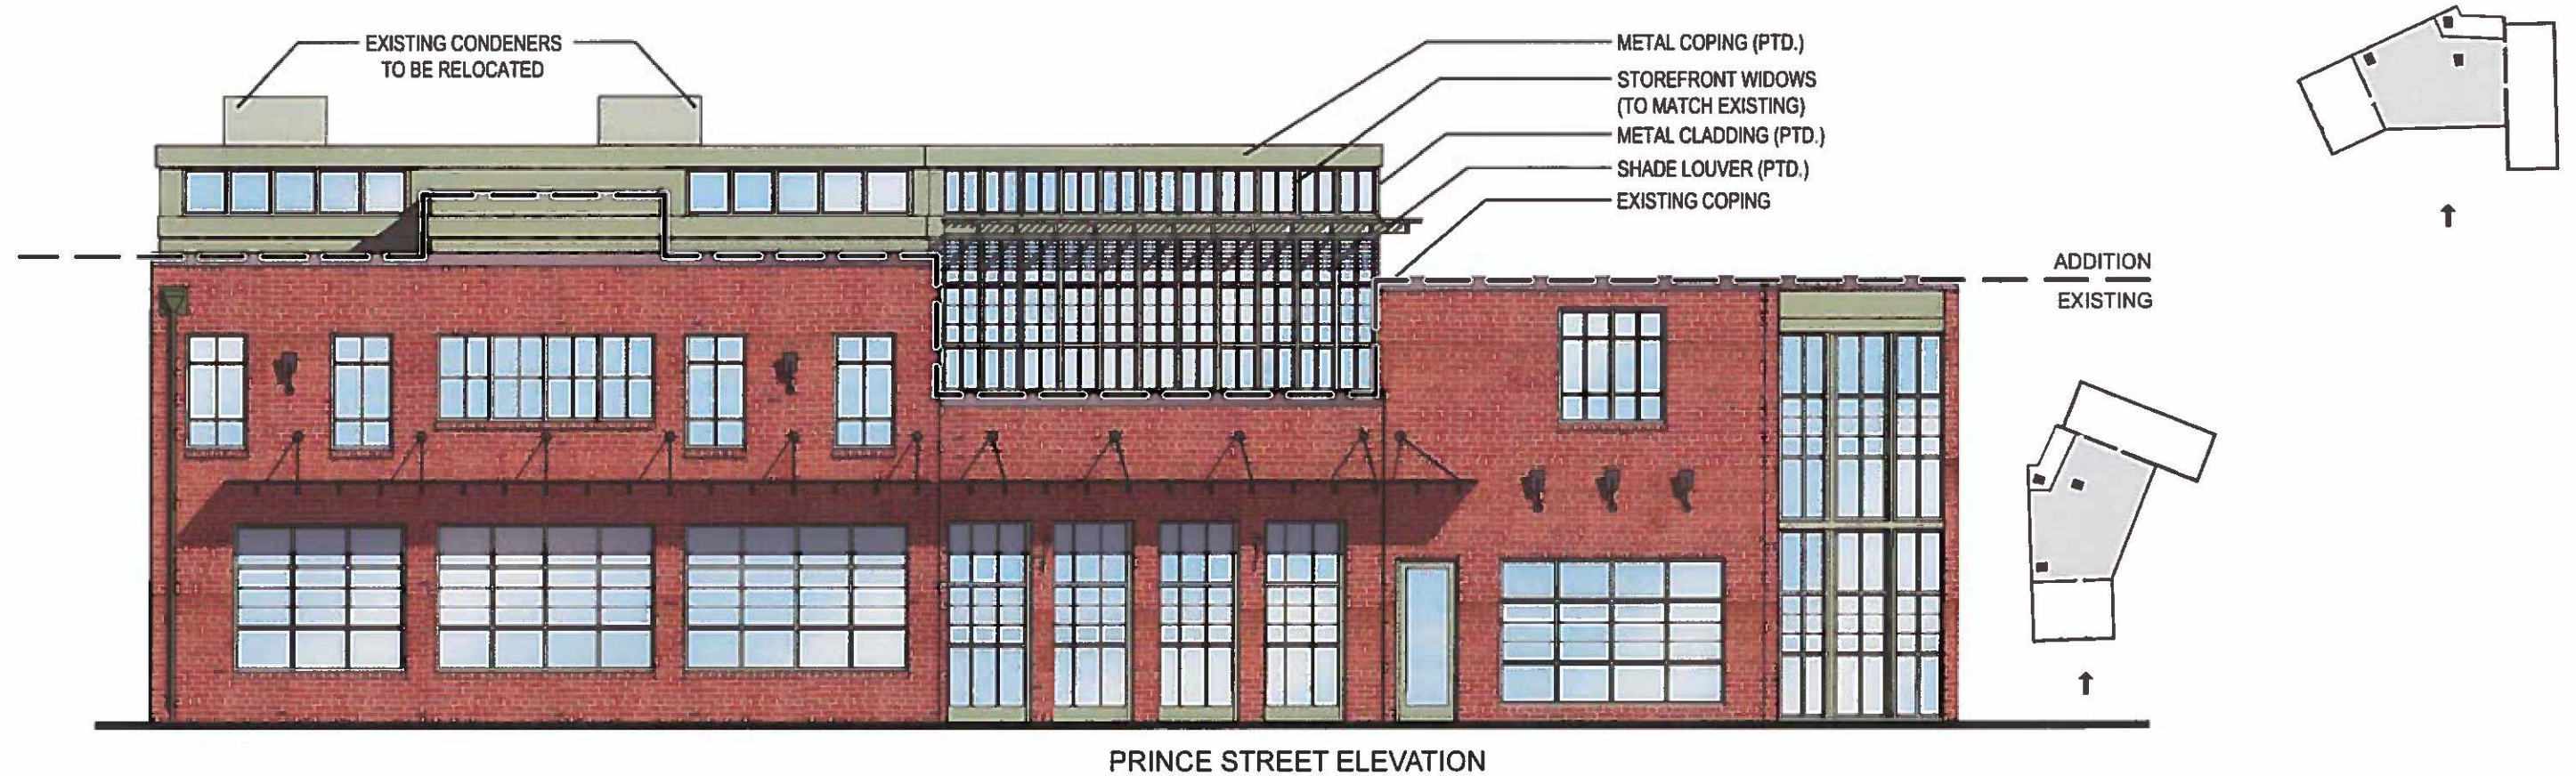 EXISTING CONDENERS
TO BE RELOCATED
METAL COPING (PTD.)
STOREFRONT WIDOWS
(TO MATCH EXISTING)
METAL CLADDING (PTD.)
SHADE LOUVER (PTD.)
EXISTING COPING
ADDITION
EXISTING
PRINCE STREET ELEVATION